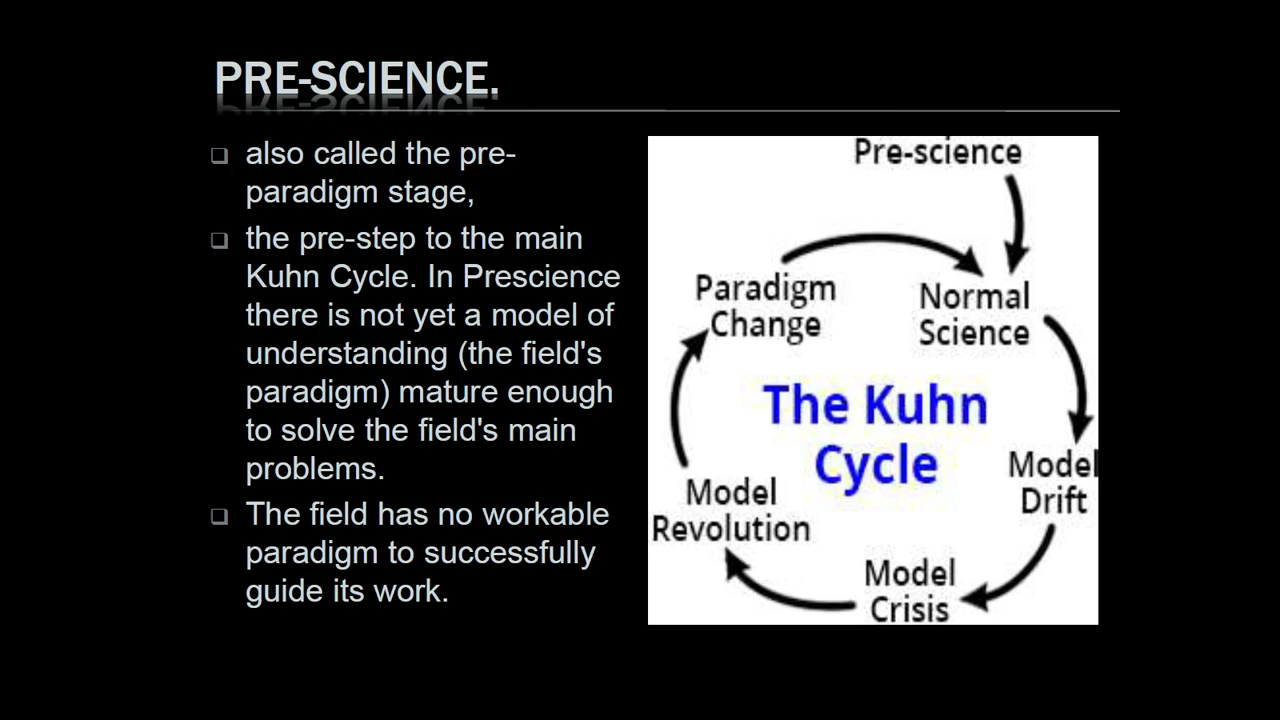 PRE-SCIENCE.
also called the pre-
paradigm stage,
the pre-step to the main
Kuhn Cycle. In Prescience
there is not yet a model of
understanding (the field's
paradigm) mature enough
to solve the field's main
problems.
The field has no workable
paradigm to successfully
guide its work.
Pre-science
Normal
Science
Model
Drift
Model
Crisis
Model
Revolution
Paradigm
Change
The Kuhn
Cycle